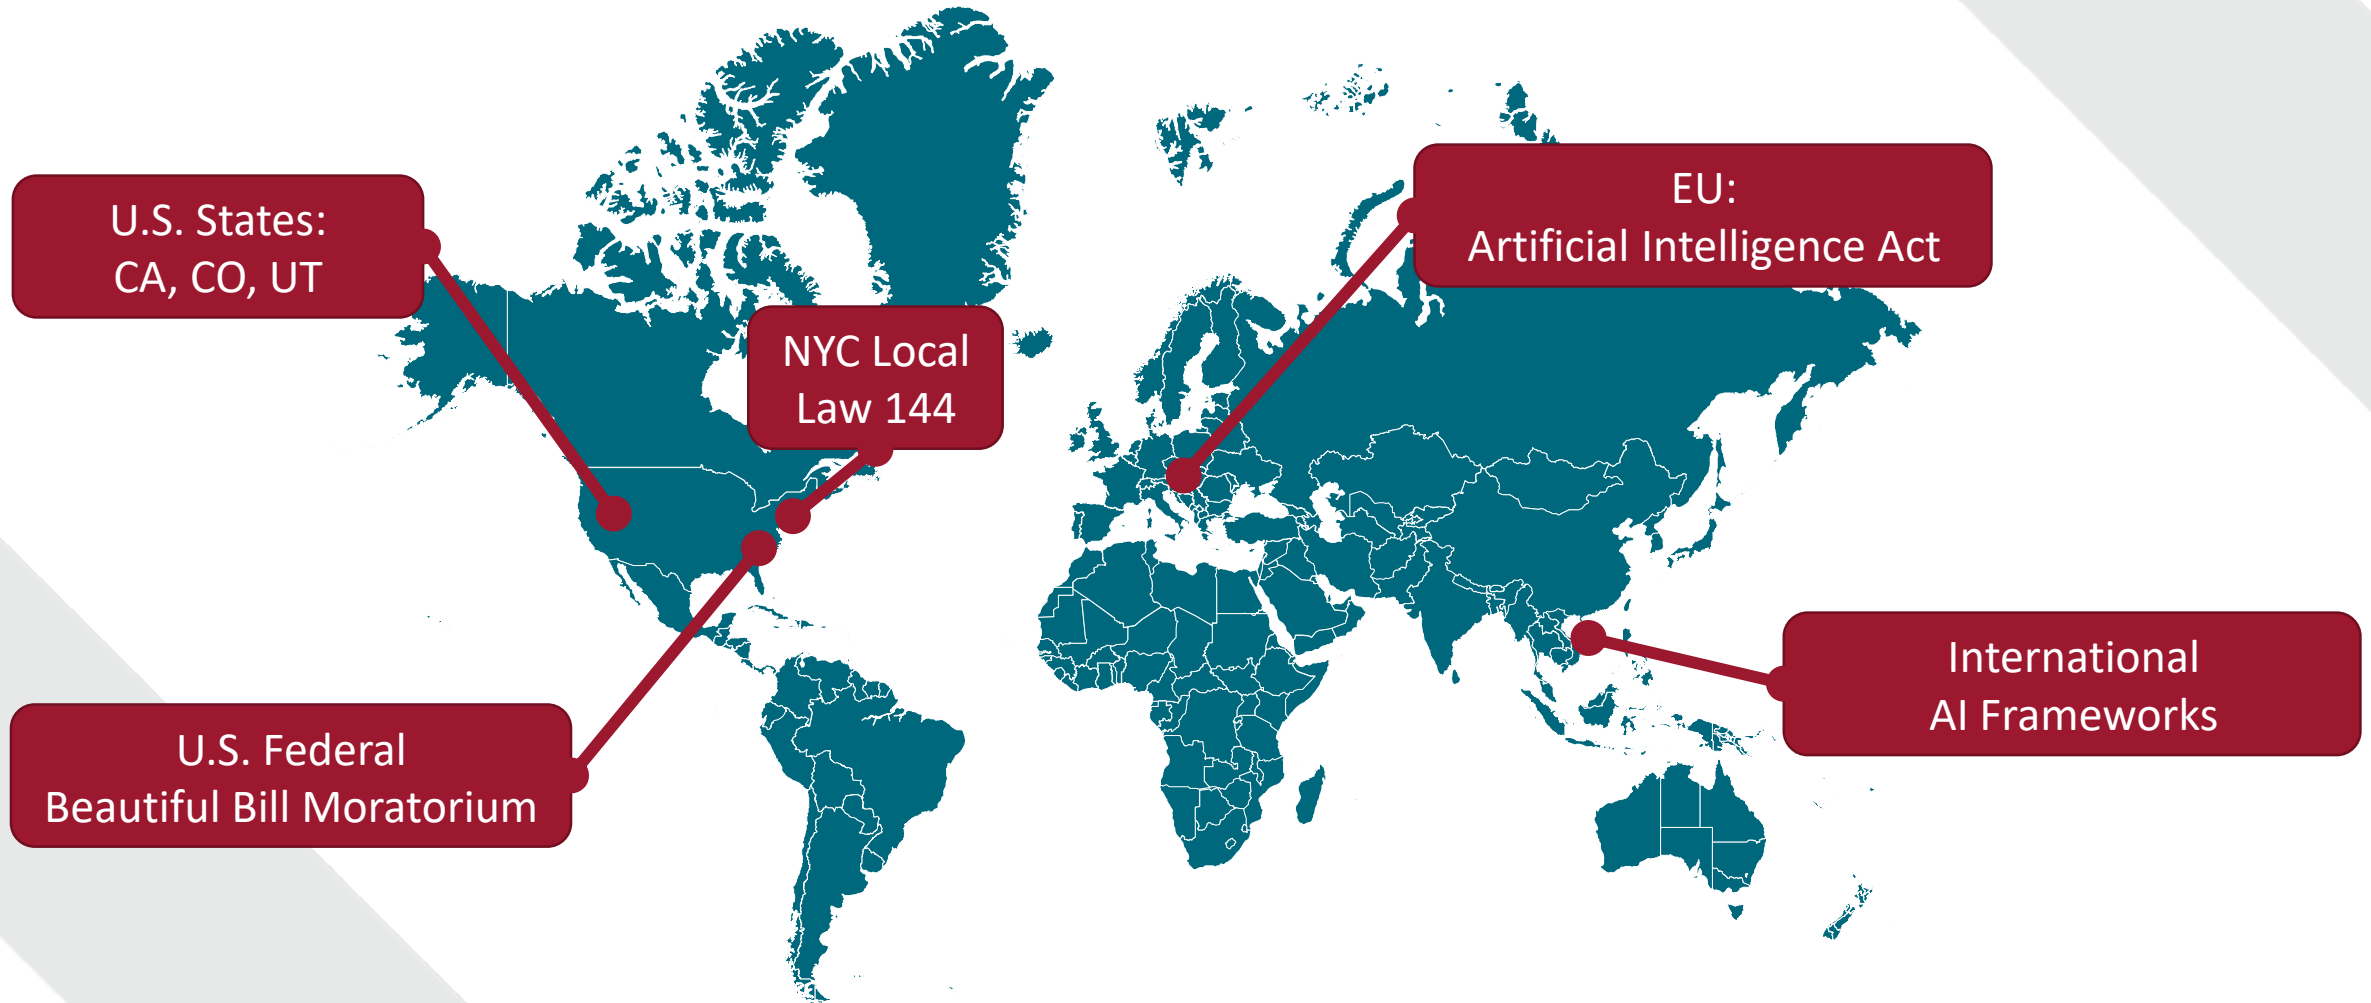 U.S. States:
CA, CO, UT
EU:
Artificial Intelligence Act
NYC Local
Law 144
International
AI Frameworks
U.S. Federal
Beautiful Bill Moratorium